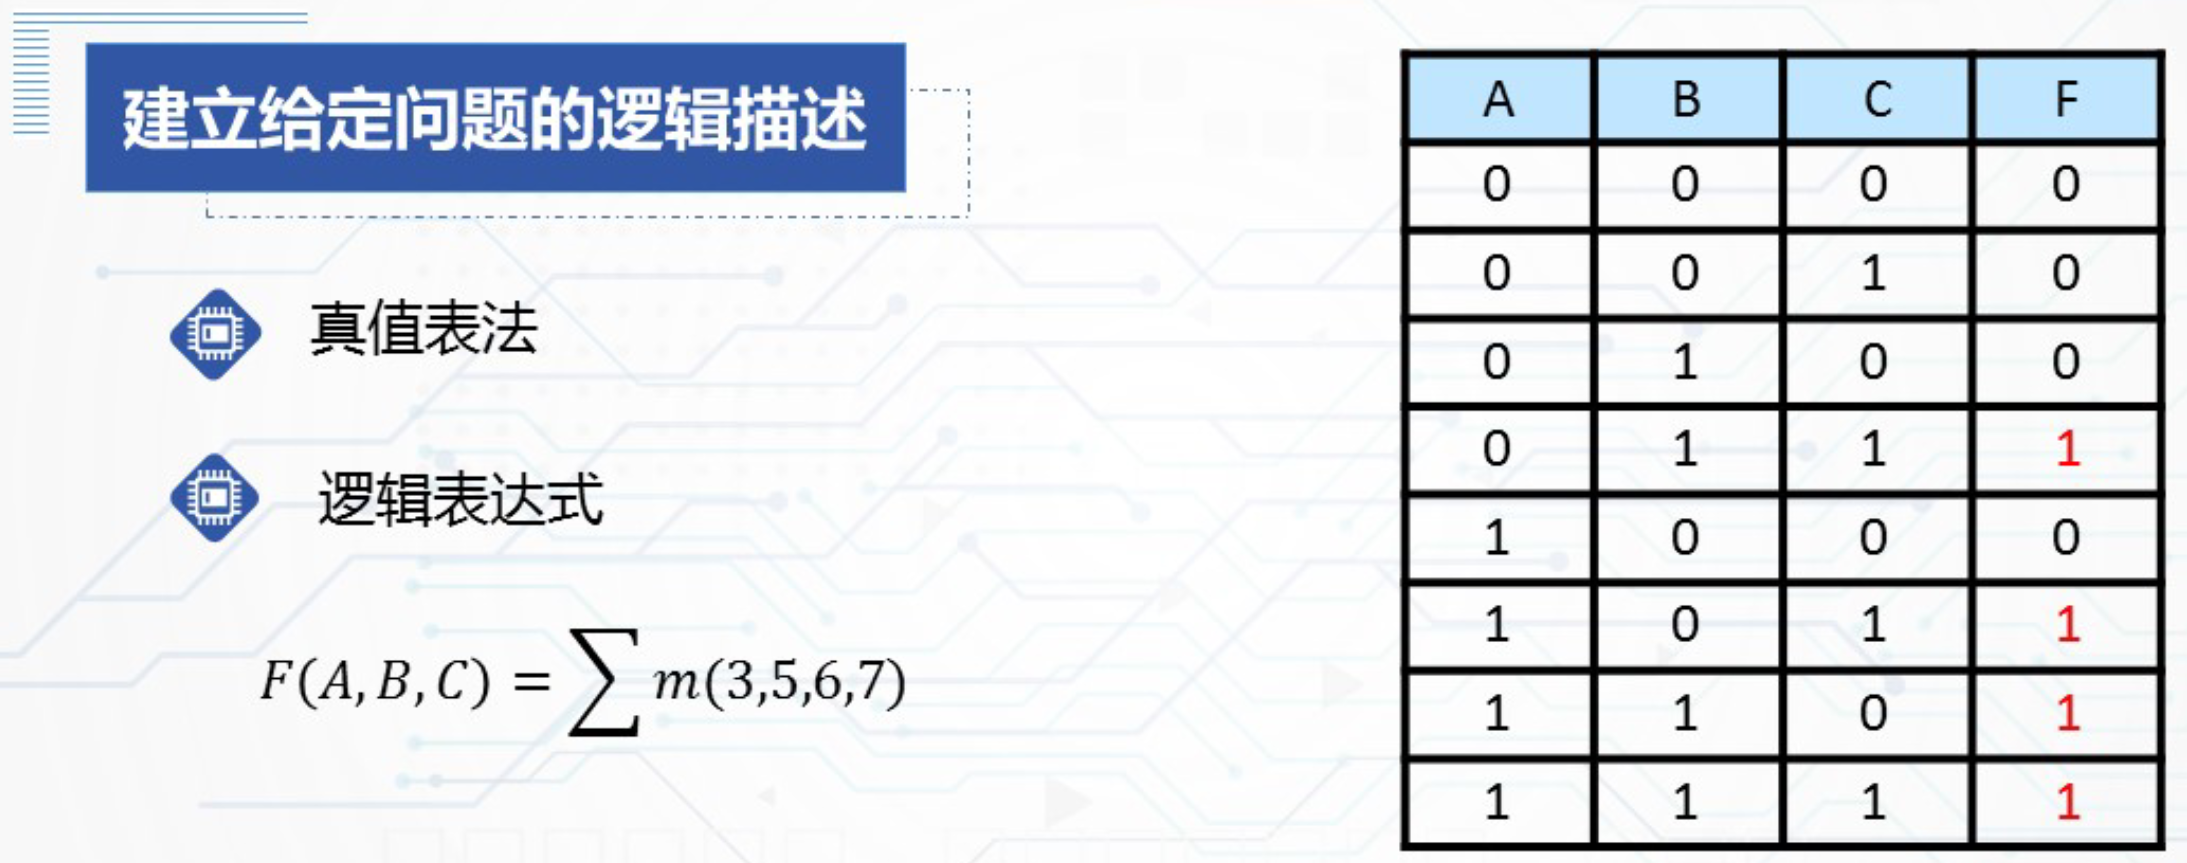 建立给定问题的逻辑描述
真值表法
逻辑表达式
F(A,B,C) = ∑ m(3,5,6,7)
A B C F
0 0 0 0
0 0 1 0
0 1 0 0
0 1 1 1
1 0 0 0
1 0 1 1
1 1 0 1
1 1 1 1